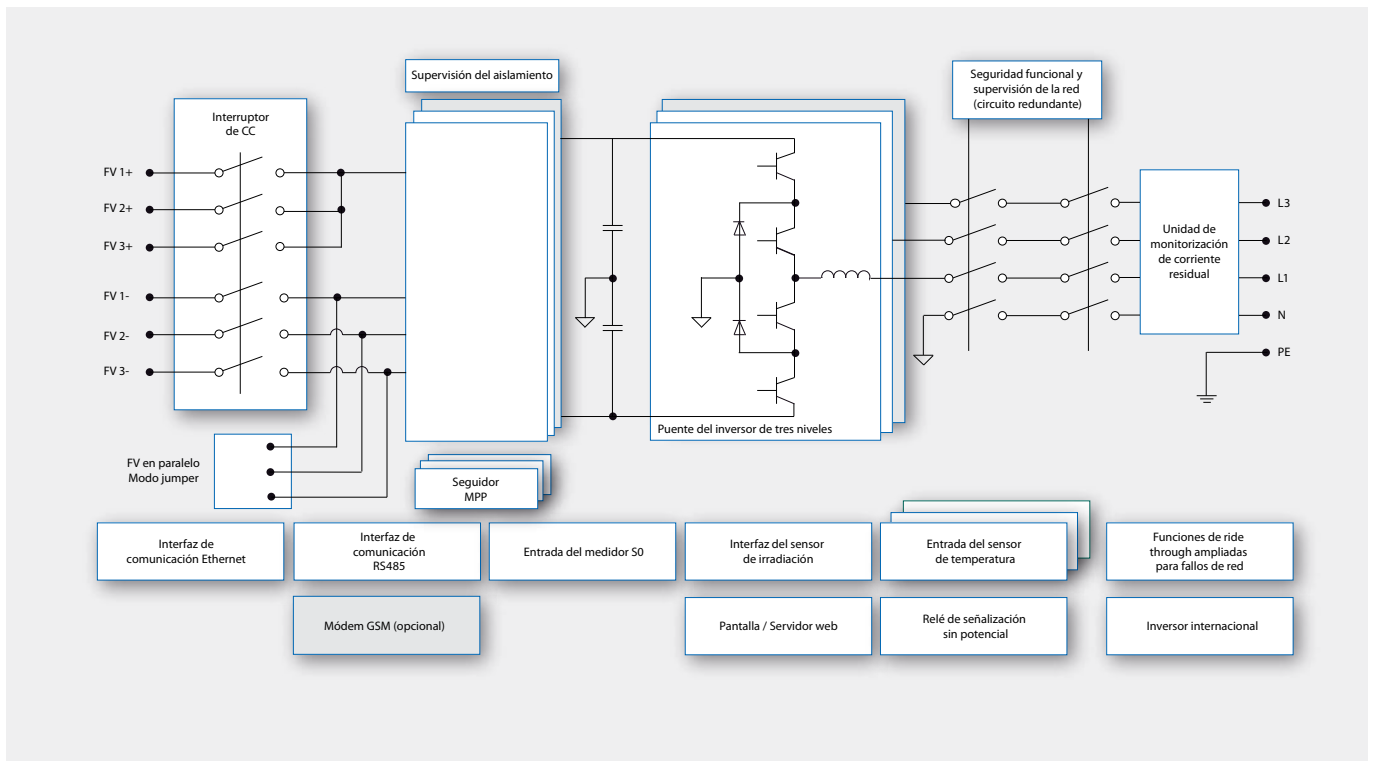 Supervisión del aislamiento
Seguridad funcional y
supervisión de la red
(circuito redundante)
Interruptor
de CC
FV 1+
FV 2+
FV 3+
FV 1-
FV 2-
FV 3-
L3
L2
L1
N
PE
Unidad de
monitorización
de corriente
residual
Puente del inversor de tres niveles
FV en paralelo
Modo jumper
Seguidor
MPP
Interfaz de
comunicación Ethernet
Interfaz de
comunicación
RS485
Entrada del medidor S0
Interfaz del sensor
de irradiación
Entrada del sensor
de temperatura
Funciones de ride
through ampliadas
para fallos de red
Módem GSM (opcional)
Pantalla / Servidor web
Relé de señalización
sin potencial
Inversor internacional